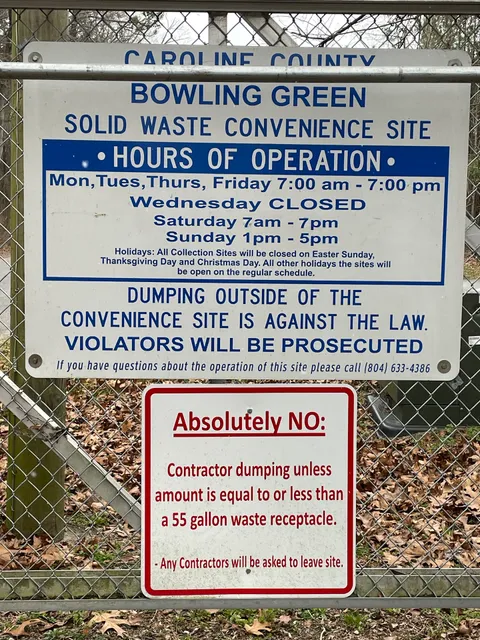 CAROLINE COUNTY
BOWLING GREEN
SOLID WASTE CONVENIENCE SITE
• HOURS OF OPERATION •
Mon,Tues,Thurs, Friday 7:00 am - 7:00 pm
Wednesday CLOSED
Saturday 7am - 7pm
Sunday 1pm - 5pm
Holidays: All Collection Sites will be closed on Easter Sunday,
Thanksgiving Day and Christmas Day. All other holidays the sites will
be open on the regular schedule.
DUMPING OUTSIDE OF THE
CONVENIENCE SITE IS AGAINST THE LAW.
VIOLATORS WILL BE PROSECUTED
If you have questions about the operation of this site please call (804) 633-4386
Absolutely NO:
Contractor dumping unless
amount is equal to or less than
a 55 gallon waste receptacle.
- Any Contractors will be asked to leave site.